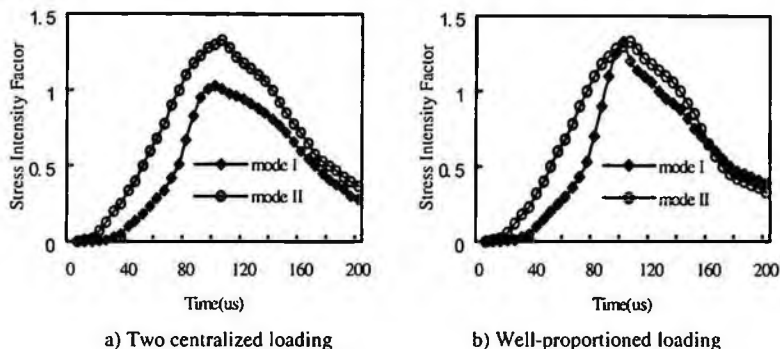 Stress Intensity Factor
1.5
1
0.5
0
mode I
mode II
0 40 80 120 160 200
Time(us)
a) Two centralized loading
Stress Intensity Factor
1.5
1
0.5
0
mode I
mode II
0 40 80 120 160 200
Time(us)
b) Well-proportioned loading